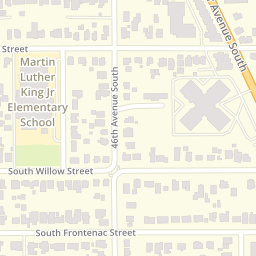 Street
Avenue South
Martin
Luther
King Jr
Elementary
School
46th Avenue South
South Willow Street
South Frontenac Street